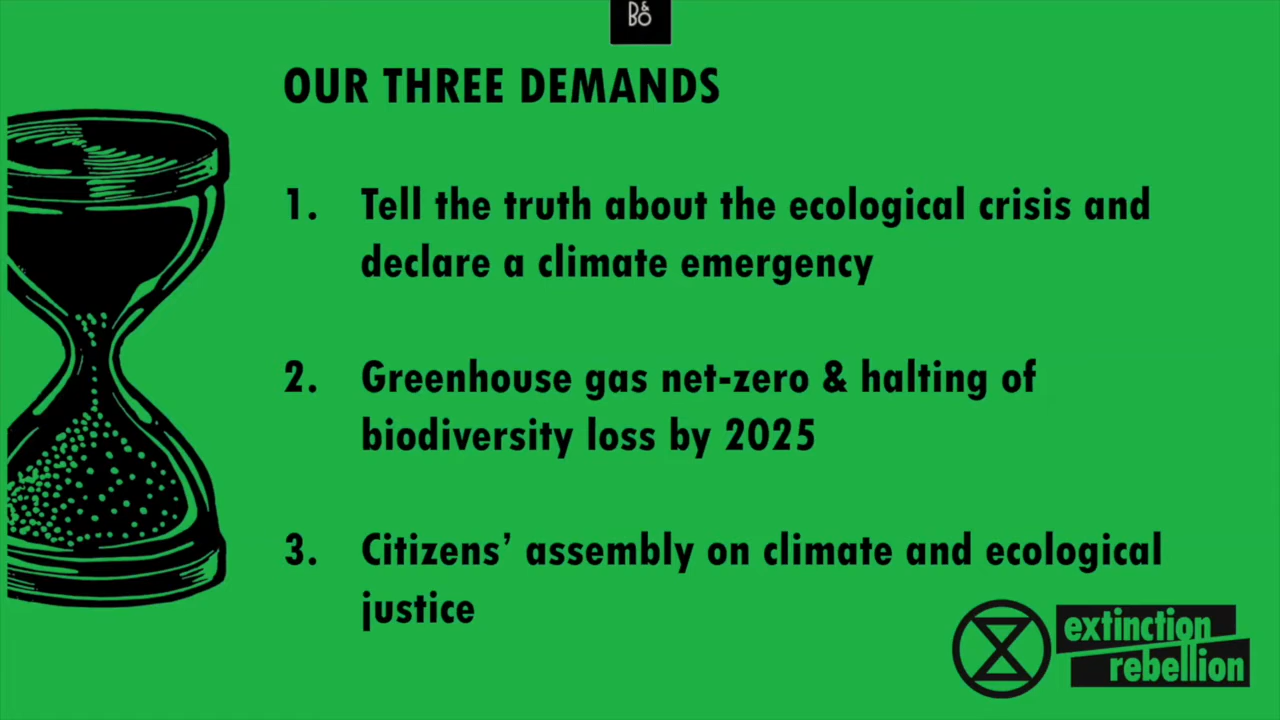 B&O
OUR THREE DEMANDS
1. Tell the truth about the ecological crisis and
declare a climate emergency
2. Greenhouse gas net-zero & halting of
biodiversity loss by 2025
3. Citizens’ assembly on climate and ecological
justice
extinction
rebellion